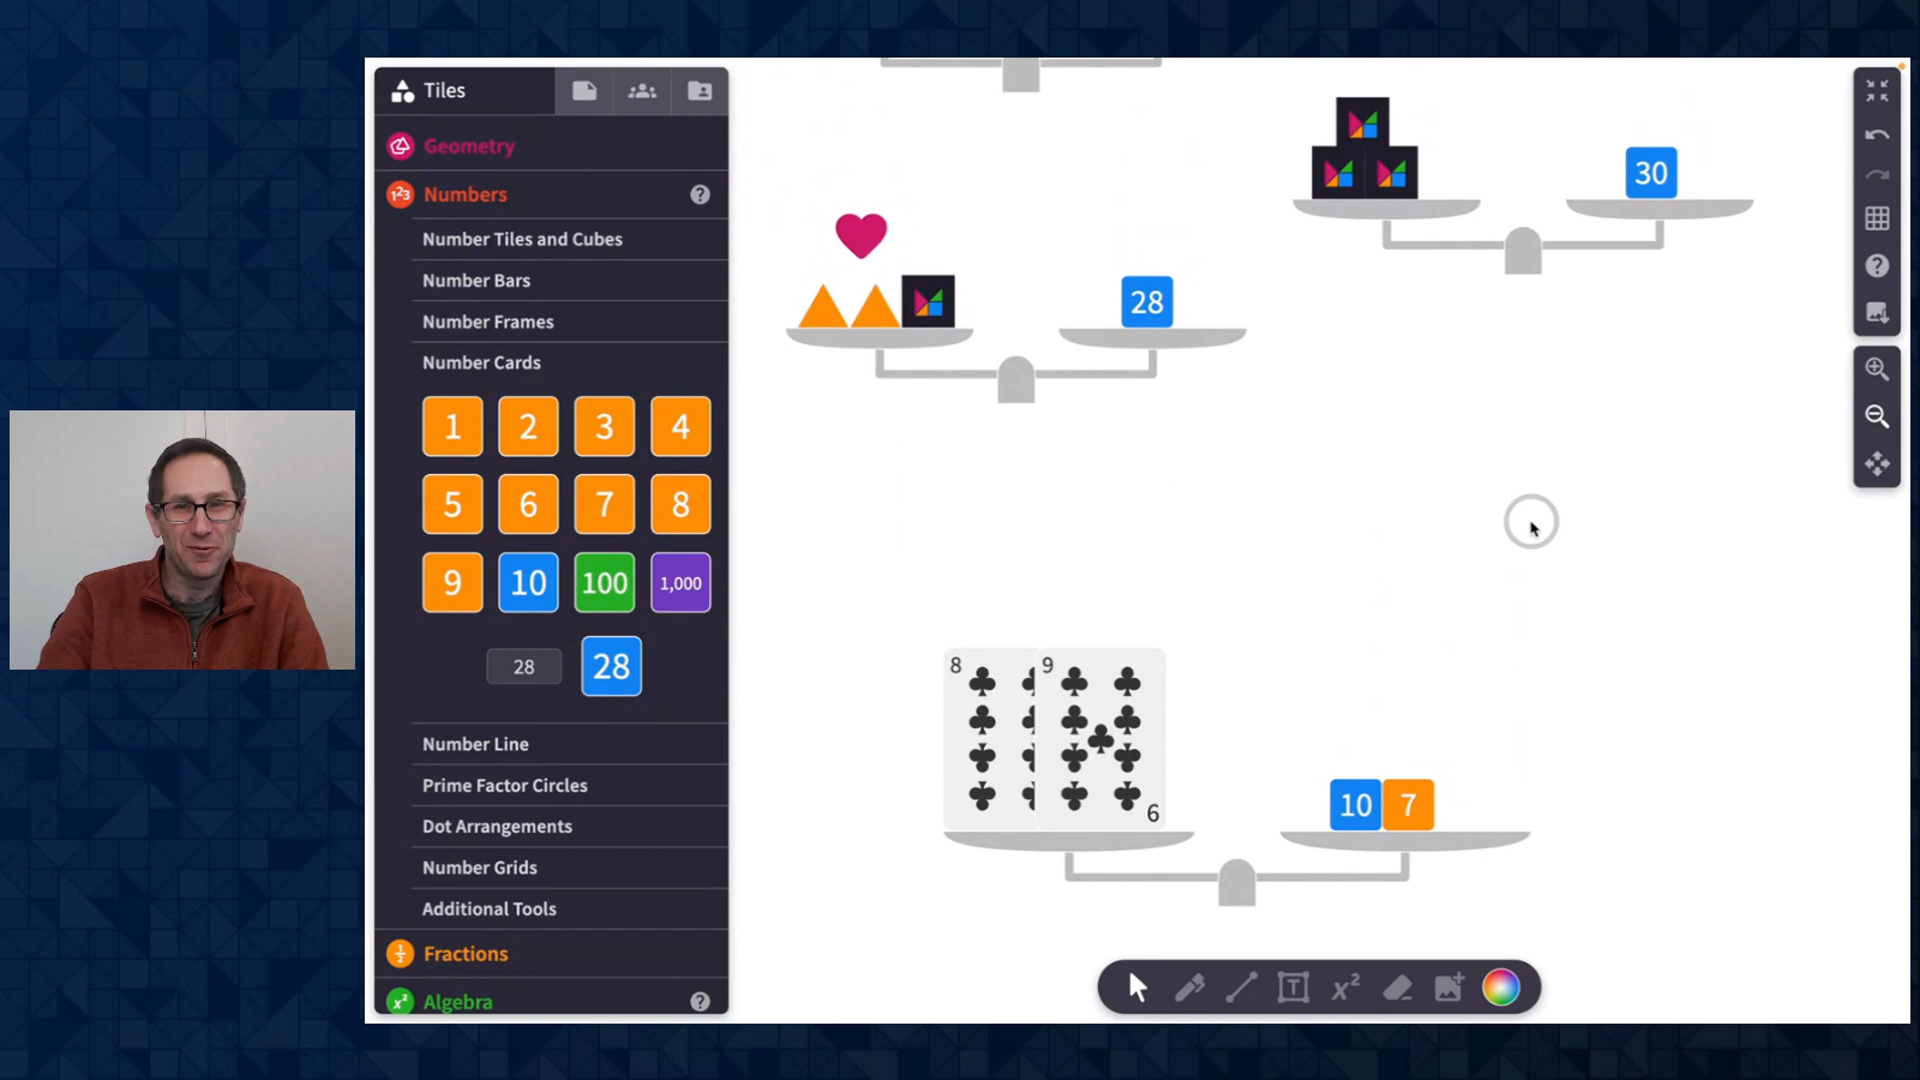 Tiles
Geometry
Numbers
Number Tiles and Cubes
Number Bars
Number Frames
Number Cards
1 2 3 4
5 6 7 8
9 10 100 1,000
28 28
Number Line
Prime Factor Circles
Dot Arrangements
Number Grids
Additional Tools
Fractions
Algebra
30
28
8 9
9
10 7
T x²